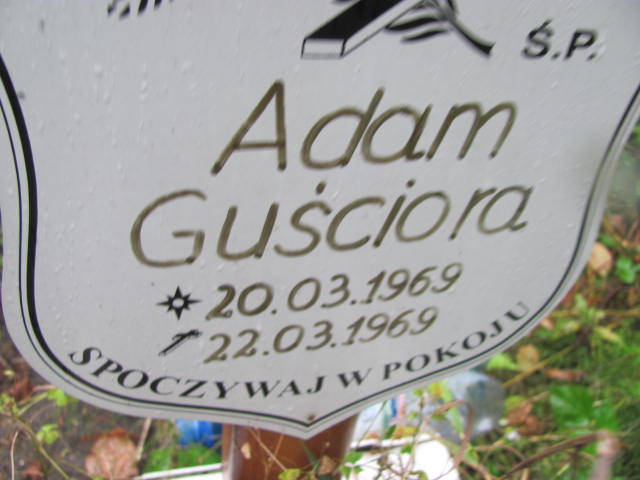 Ś.P.
Adam
Guściora
20.03.1969
22.03.1969
SPOCZYWAJ W POKOJU